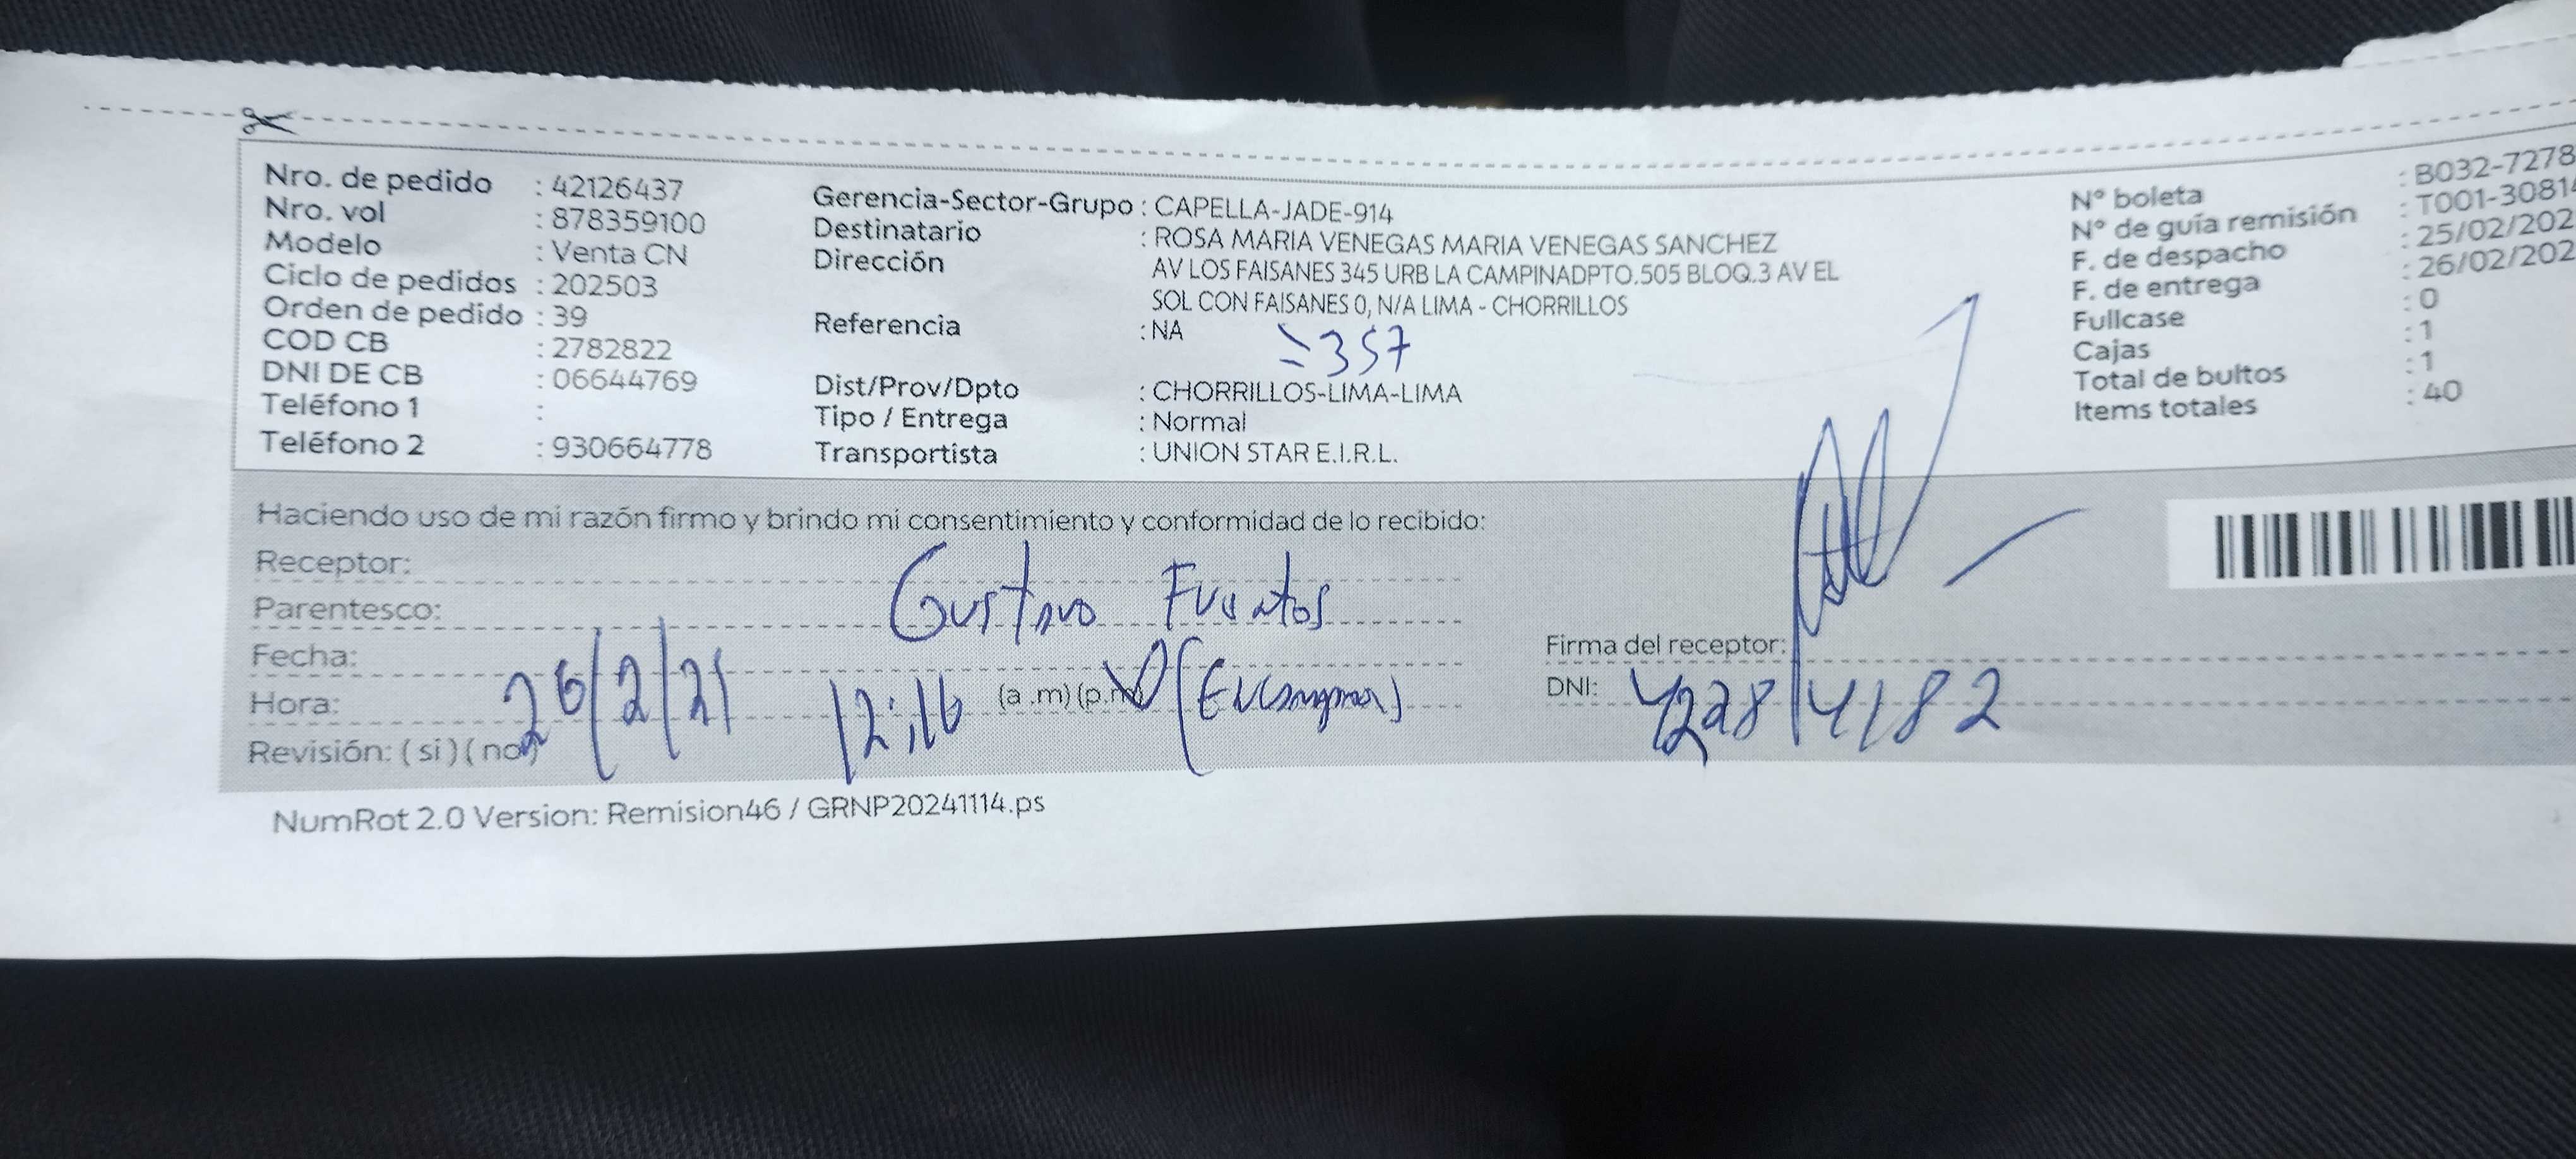 Nro. de pedido : 42126437
Nro. vol : 878359100
Modelo : Venta CN
Ciclo de pedidos : 202503
Orden de pedido : 39
COD CB : 2782822
DNI DE CB : 06644769
Teléfono 1 :
Teléfono 2 : 930664778
Gerencia-Sector-Grupo : CAPELLA-JADE-914
Destinatario : ROSA MARIA VENEGAS MARIA VENEGAS SANCHEZ
Dirección AV LOS FAISANES 345 URB LA CAMPINADPTO.505 BLOQ.3 AV EL
SOL CON FAISANES 0, N/A LIMA - CHORRILLOS
Referencia : NA
357
Dist/Prov/Dpto : CHORRILLOS-LIMA-LIMA
Tipo / Entrega : Normal
Transportista : UNION STAR E.I.R.L.
N° boleta : B032-7278
N° de guía remisión : T001-30814
F. de despacho : 25/02/202
F. de entrega : 26/02/202
Fullcase : 0
Cajas : 1
Total de bultos : 1
Items totales : 40
Haciendo uso de mi razón firmo y brindo mi consentimiento y conformidad de lo recibido:
Receptor:
Parentesco: Gustavo Fuentes
Fecha: 26/2/21
Hora: 12:16 (a .m) (p.m)
Revisión: ( si ) ( no )
Firma del receptor:
DNI: 42284182
NumRot 2.0 Version: Remision46 / GRNP20241114.ps